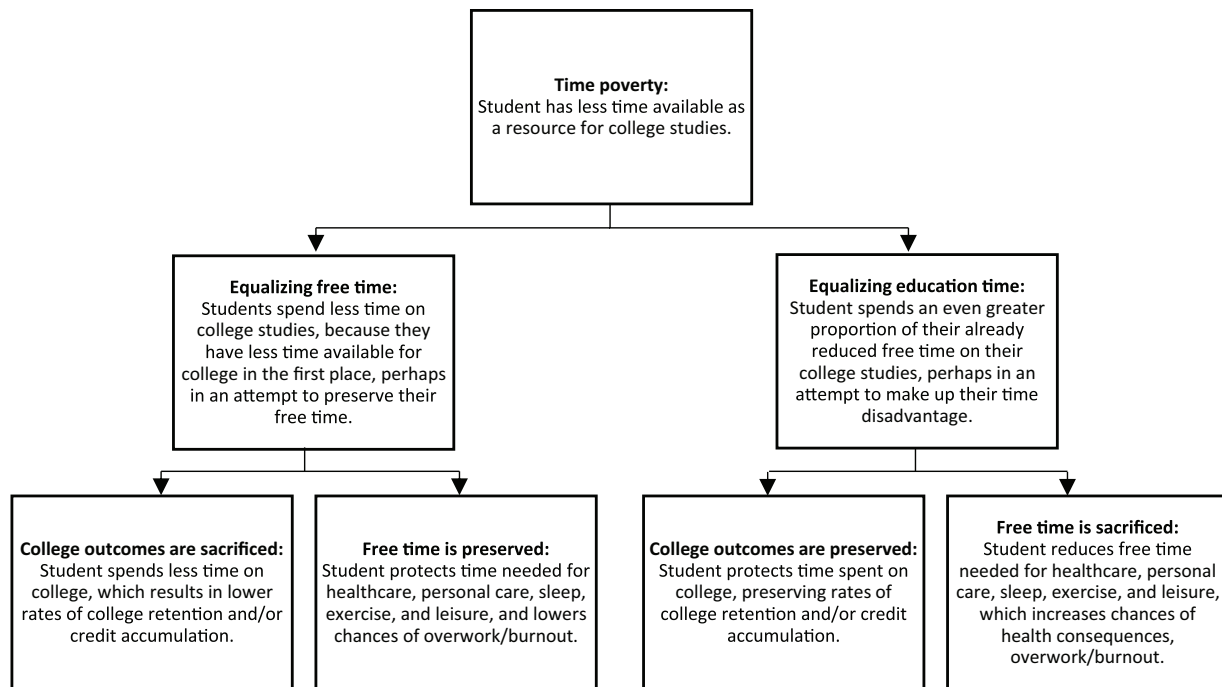 Time poverty:
Student has less time available as
a resource for college studies.
Equalizing free time:
Students spend less time on
college studies, because they
have less time available for
college in the first place, perhaps
in an attempt to preserve their
free time.
Equalizing education time:
Student spends an even greater
proportion of their already
reduced free time on their
college studies, perhaps in an
attempt to make up their time
disadvantage.
College outcomes are sacrificed:
Student spends less time on
college, which results in lower
rates of college retention and/or
credit accumulation.
Free time is preserved:
Student protects time needed for
healthcare, personal care, sleep,
exercise, and leisure, and lowers
chances of overwork/burnout.
College outcomes are preserved:
Student protects time spent on
college, preserving rates of
college retention and/or credit
accumulation.
Free time is sacrificed:
Student reduces free time
needed for healthcare, personal
care, sleep, exercise, and leisure,
which increases chances of
health consequences,
overwork/burnout.